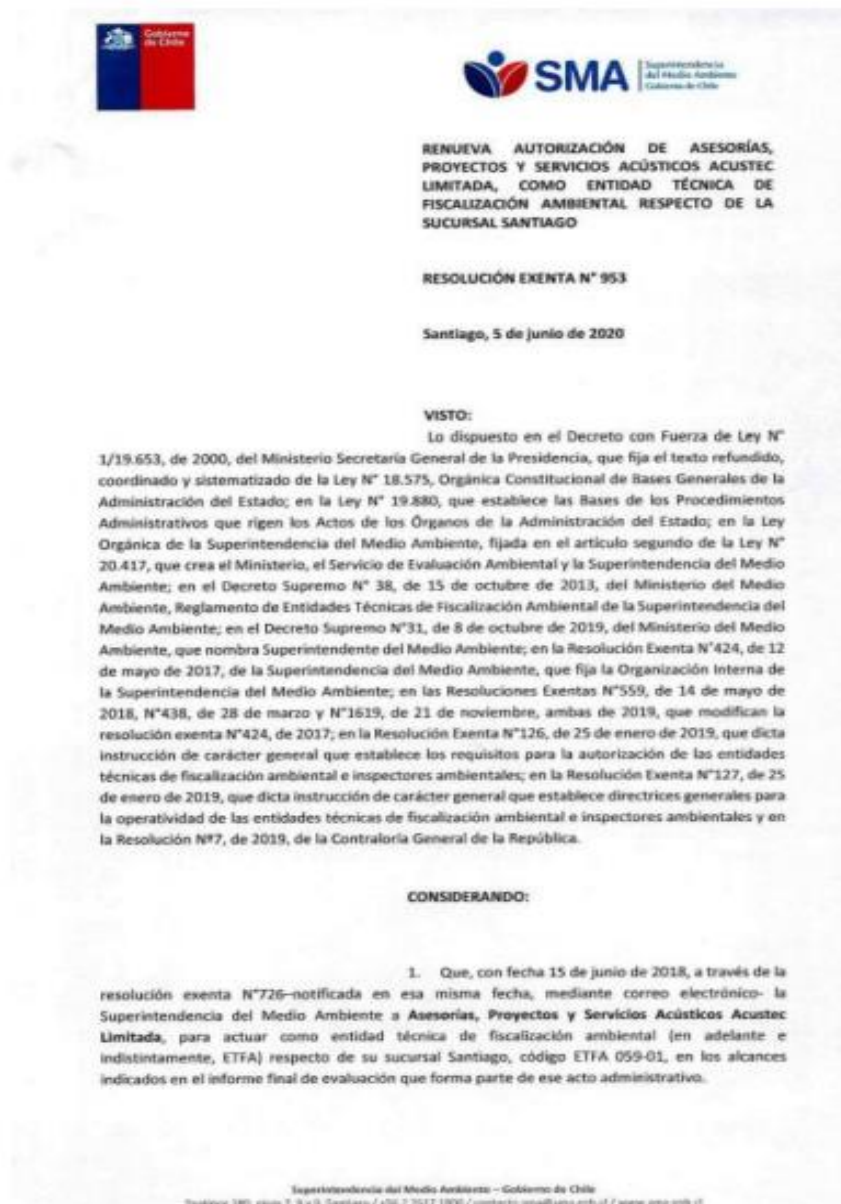 Gobierno
de Chile
SMA
Superintendencia
del Medio Ambiente
Gobierno de Chile
RENUEVA AUTORIZACIÓN DE ASESORÍAS,
PROYECTOS Y SERVICIOS ACÚSTICOS ACUSTEC
LIMITADA, COMO ENTIDAD TÉCNICA DE
FISCALIZACIÓN AMBIENTAL RESPECTO DE LA
SUCURSAL SANTIAGO
RESOLUCIÓN EXENTA N° 953
Santiago, 5 de junio de 2020
VISTO:
Lo dispuesto en el Decreto con Fuerza de Ley N°
1/19.653, de 2000, del Ministerio Secretaría General de la Presidencia, que fija el texto refundido,
coordinado y sistematizado de la Ley N° 18.575, Orgánica Constitucional de Bases Generales de la
Administración del Estado; en la Ley N° 19.880, que establece las Bases de los Procedimientos
Administrativos que rigen los Actos de los Órganos de la Administración del Estado; en la Ley
Orgánica de la Superintendencia del Medio Ambiente, fijada en el artículo segundo de la Ley N°
20.417, que crea el Ministerio, el Servicio de Evaluación Ambiental y la Superintendencia del Medio
Ambiente; en el Decreto Supremo N° 38, de 15 de octubre de 2013, del Ministerio del Medio
Ambiente, Reglamento de Entidades Técnicas de Fiscalización Ambiental de la Superintendencia del
Medio Ambiente; en el Decreto Supremo N°31, de 8 de octubre de 2019, del Ministerio del Medio
Ambiente, que nombra Superintendente del Medio Ambiente; en la Resolución Exenta N°424, de 12
de mayo de 2017, de la Superintendencia del Medio Ambiente, que fija la Organización Interna de
la Superintendencia del Medio Ambiente; en las Resoluciones Exentas N°559, de 14 de mayo de
2018, N°438, de 28 de marzo y N°1619, de 21 de noviembre, ambas de 2019, que modifican la
resolución exenta N°424, de 2017; en la Resolución Exenta N°126, de 25 de enero de 2019, que dicta
instrucción de carácter general que establece los requisitos para la autorización de las entidades
técnicas de fiscalización ambiental e inspectores ambientales; en la Resolución Exenta N°127, de 25
de enero de 2019, que dicta instrucción de carácter general que establece directrices generales para
la operatividad de las entidades técnicas de fiscalización ambiental e inspectores ambientales y en
la Resolución Nº7, de 2019, de la Contraloría General de la República.
CONSIDERANDO:
1. Que, con fecha 15 de junio de 2018, a través de la
resolución exenta N°726–notificada en esa misma fecha, mediante correo electrónico- la
Superintendencia del Medio Ambiente a Asesorías, Proyectos y Servicios Acústicos Acustec
Limitada, para actuar como entidad técnica de fiscalización ambiental (en adelante e
indistintamente, ETFA) respecto de su sucursal Santiago, código ETFA 059-01, en los alcances
indicados en el informe final de evaluación que forma parte de ese acto administrativo.
Superintendencia del Medio Ambiente – Gobierno de Chile